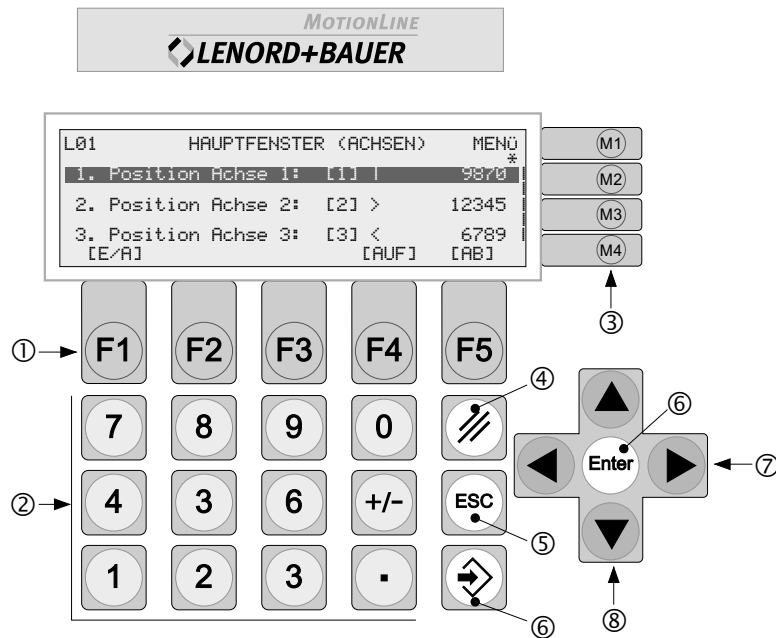 MOTIONLINE
LENORD+BAUER
L01 HAUPTFENSTER (ACHSEN) MENü
*
1. Position Achse 1: [1] | 9870
2. Position Achse 2: [2] > 12345
3. Position Achse 3: [3] < 6789
[E/A] [AUF] [AB]
M1
M2
M3
M4
③
① F1 F2 F3 F4 F5
④
⑥
7 8 9 0
Enter
⑦
② 4 3 6 +/- ESC
⑤
1 2 3 .
⑥
⑧